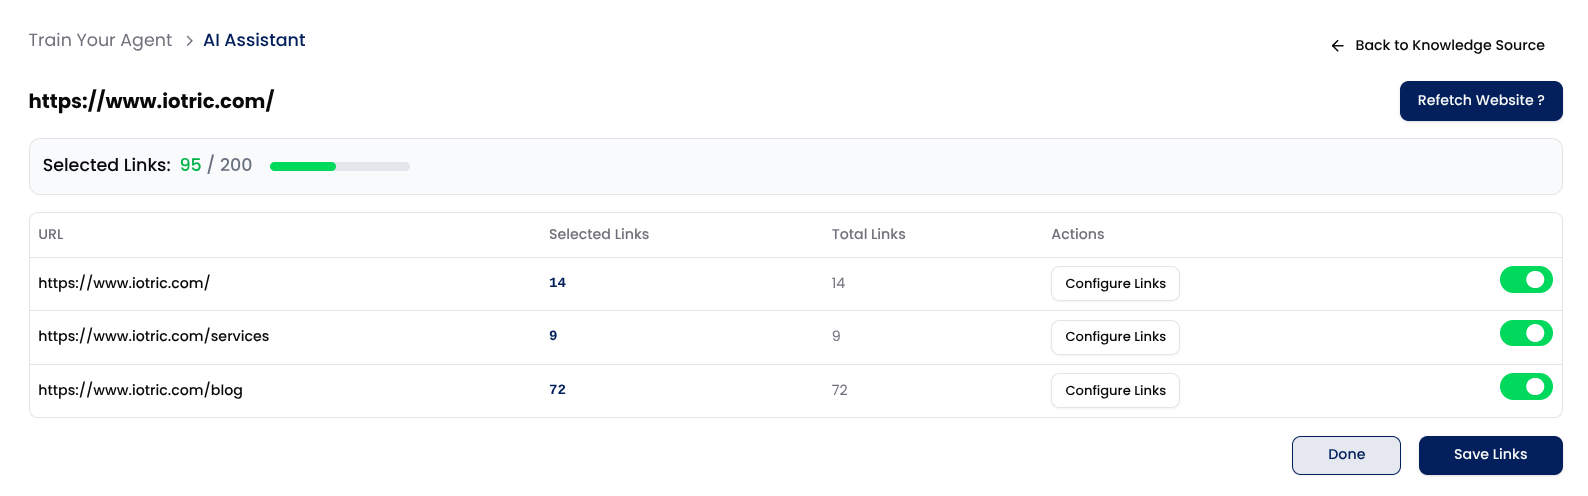 Train Your Agent > AI Assistant
← Back to Knowledge Source
https://www.iotric.com/
Refetch Website ?
Selected Links: 95 / 200
URL Selected Links Total Links Actions
https://www.iotric.com/ 14 14 Configure Links
https://www.iotric.com/services 9 9 Configure Links
https://www.iotric.com/blog 72 72 Configure Links
Done Save Links